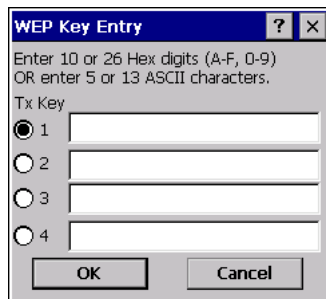 WEP Key Entry ? ×
Enter 10 or 26 Hex digits (A-F, 0-9)
OR enter 5 or 13 ASCII characters.
Tx Key
1
2
3
4
OK Cancel